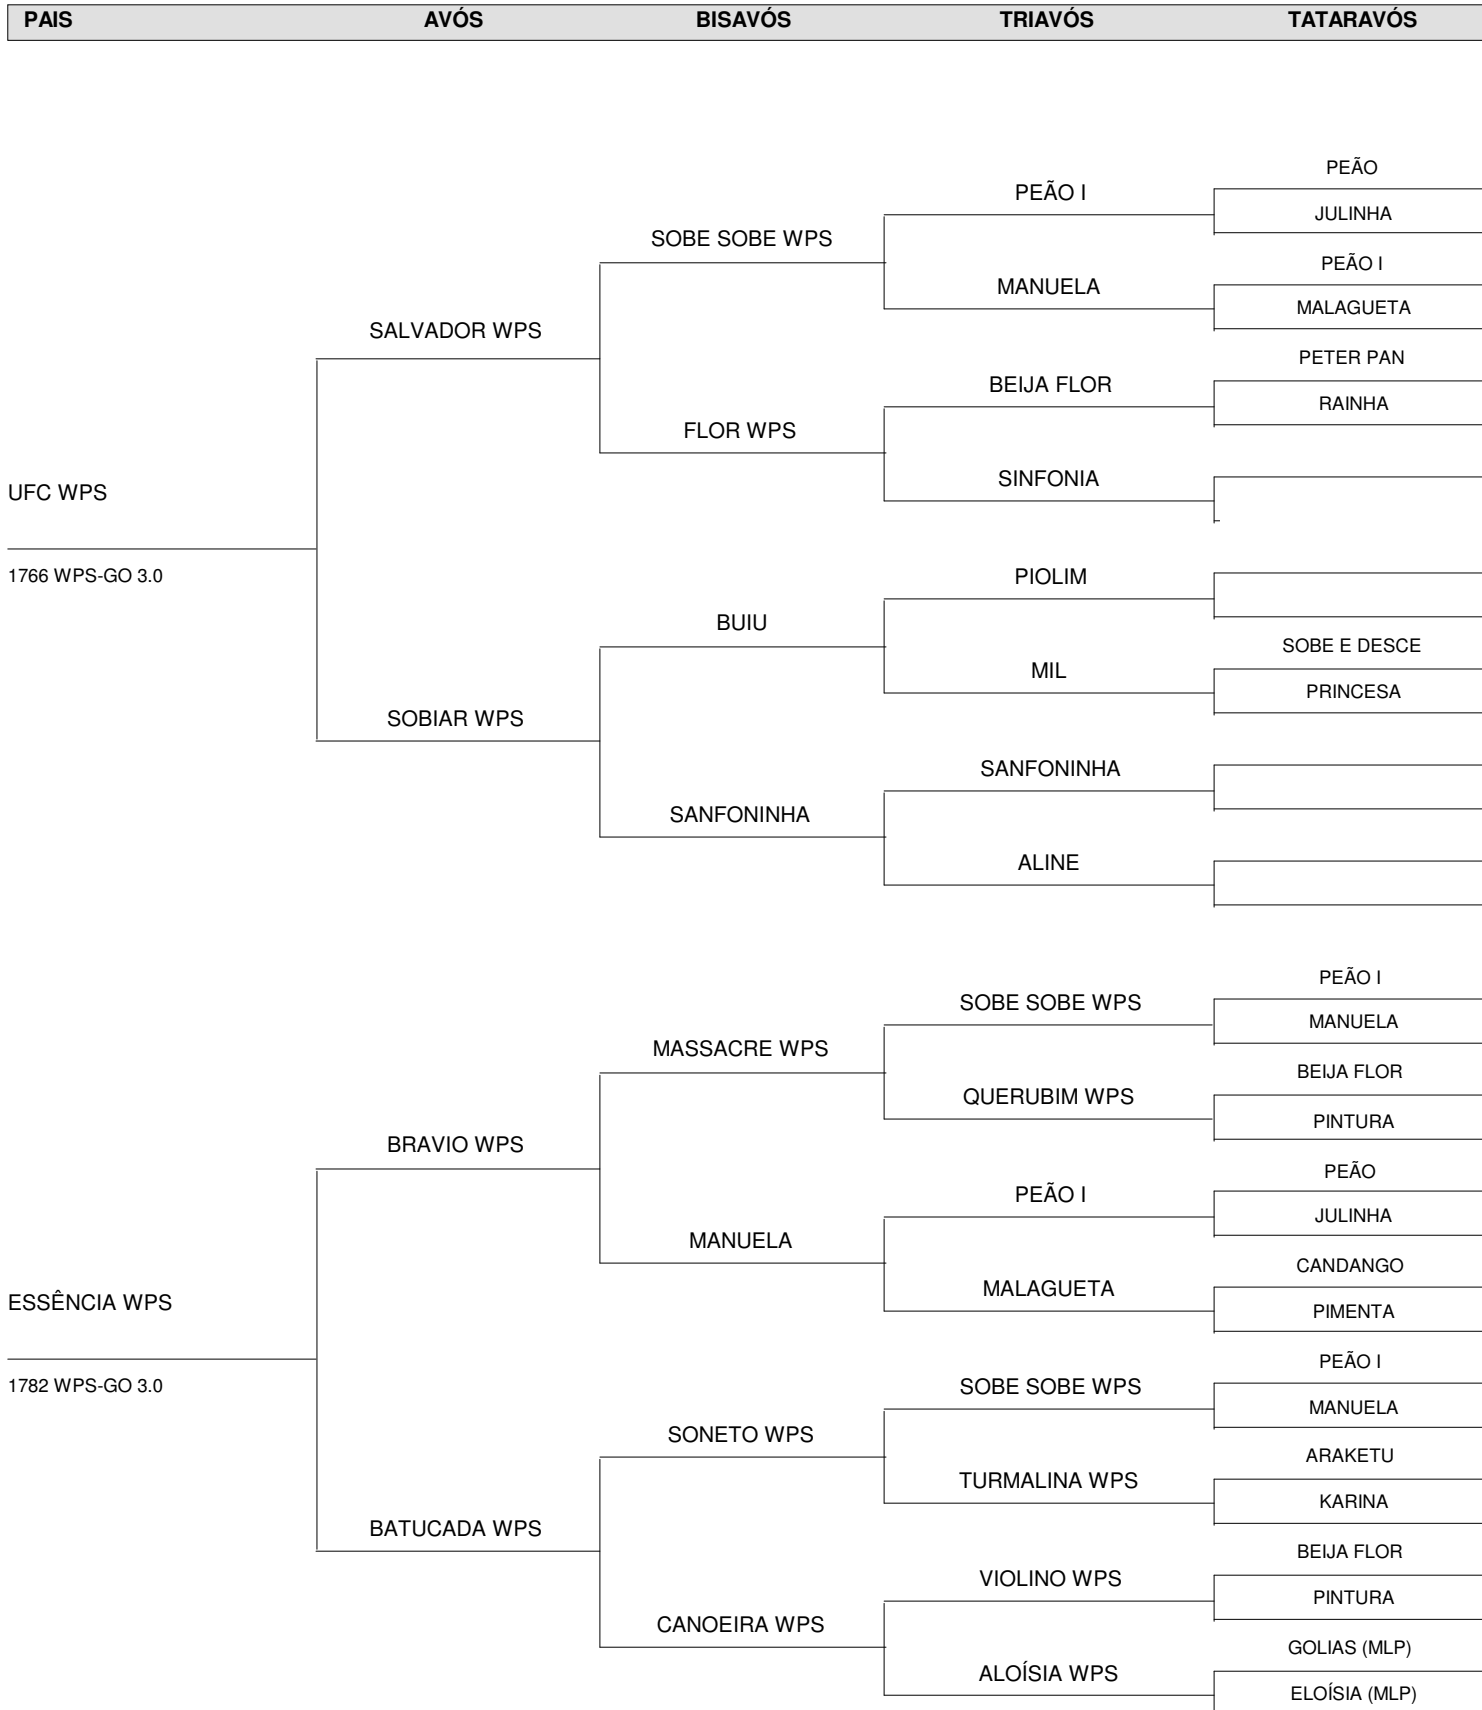 PAIS AVÓS BISAVÓS TRIAVÓS TATARAVÓS
PEÃO
PEÃO I
JULINHA
SOBE SOBE WPS
PEÃO I
MANUELA
MALAGUETA
SALVADOR WPS
PETER PAN
BEIJA FLOR
RAINHA
FLOR WPS
SINFONIA
UFC WPS
1766 WPS-GO 3.0
PIOLIM
BUIU
SOBE E DESCE
MIL
PRINCESA
SOBIAR WPS
SANFONINHA
SANFONINHA
ALINE
PEÃO I
SOBE SOBE WPS
MANUELA
MASSACRE WPS
BEIJA FLOR
QUERUBIM WPS
PINTURA
BRAVIO WPS
PEÃO
PEÃO I
JULINHA
MANUELA
CANDANGO
MALAGUETA
PIMENTA
ESSÊNCIA WPS
1782 WPS-GO 3.0
PEÃO I
SOBE SOBE WPS
MANUELA
SONETO WPS
ARAKETU
TURMALINA WPS
KARINA
BATUCADA WPS
BEIJA FLOR
VIOLINO WPS
PINTURA
CANOEIRA WPS
GOLIAS (MLP)
ALOÍSIA WPS
ELOÍSIA (MLP)